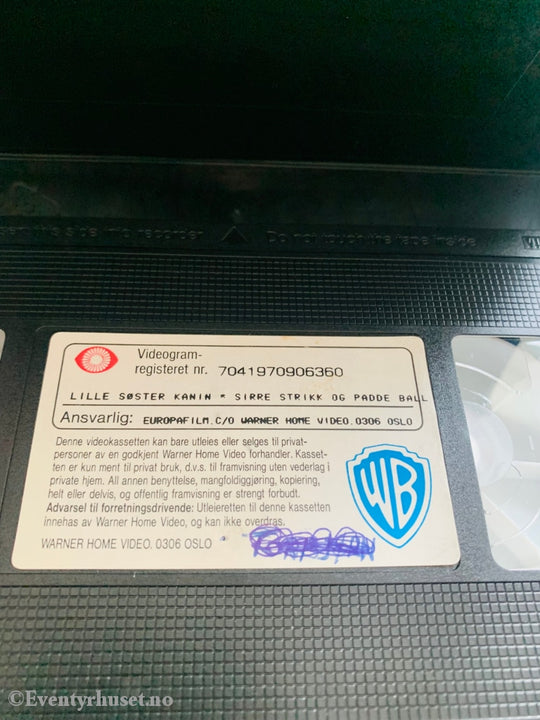 sert this side into recorder △ Do not touch the tape inside
Videogram-
registeret nr. 7041970906360
LILLE SØSTER KANIN * SIRRE STRIKK OG PADDE BALL
Ansvarlig: EUROPAFILM.C/O WARNER HOME VIDEO.0306 OSLO
Denne videokassetten kan bare utleies eller selges til privat-
personer av en godkjent Warner Home Video forhandler. Kasset-
ten er kun ment til privat bruk, d.v.s. til framvisning uten vederlag i
private hjem. All annen benyttelse, mangfoldiggjøring, kopiering,
helt eller delvis, og offentlig framvisning er strengt forbudt.
Advarsel til forretningsdrivende: Utleieretten til denne kassetten
innehas av Warner Home Video, og kan ikke overdras.
WARNER HOME VIDEO. 0306 OSLO
WB
©Eventyrhuset.no